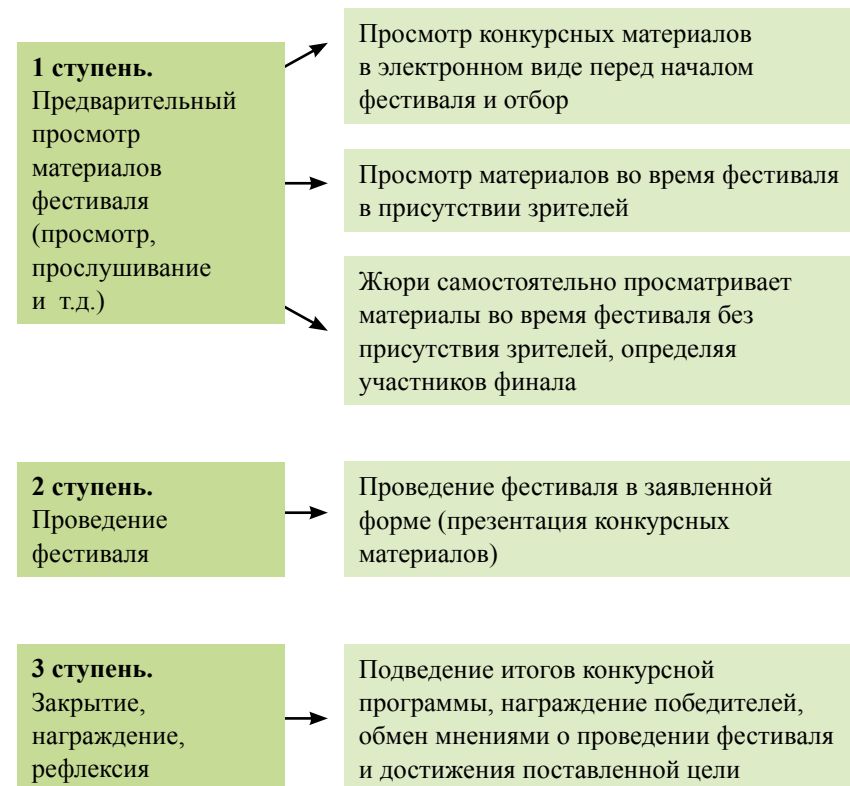 1 ступень.
Предварительный
просмотр
материалов
фестиваля
(просмотр,
прослушивание
и т.д.)
Просмотр конкурсных материалов
в электронном виде перед началом
фестиваля и отбор
Просмотр материалов во время фестиваля
в присутствии зрителей
Жюри самостоятельно просматривает
материалы во время фестиваля без
присутствия зрителей, определяя
участников финала
2 ступень.
Проведение
фестиваля
Проведение фестиваля в заявленной
форме (презентация конкурсных
материалов)
3 ступень.
Закрытие,
награждение,
рефлексия
Подведение итогов конкурсной
программы, награждение победителей,
обмен мнениями о проведении фестиваля
и достижения поставленной цели